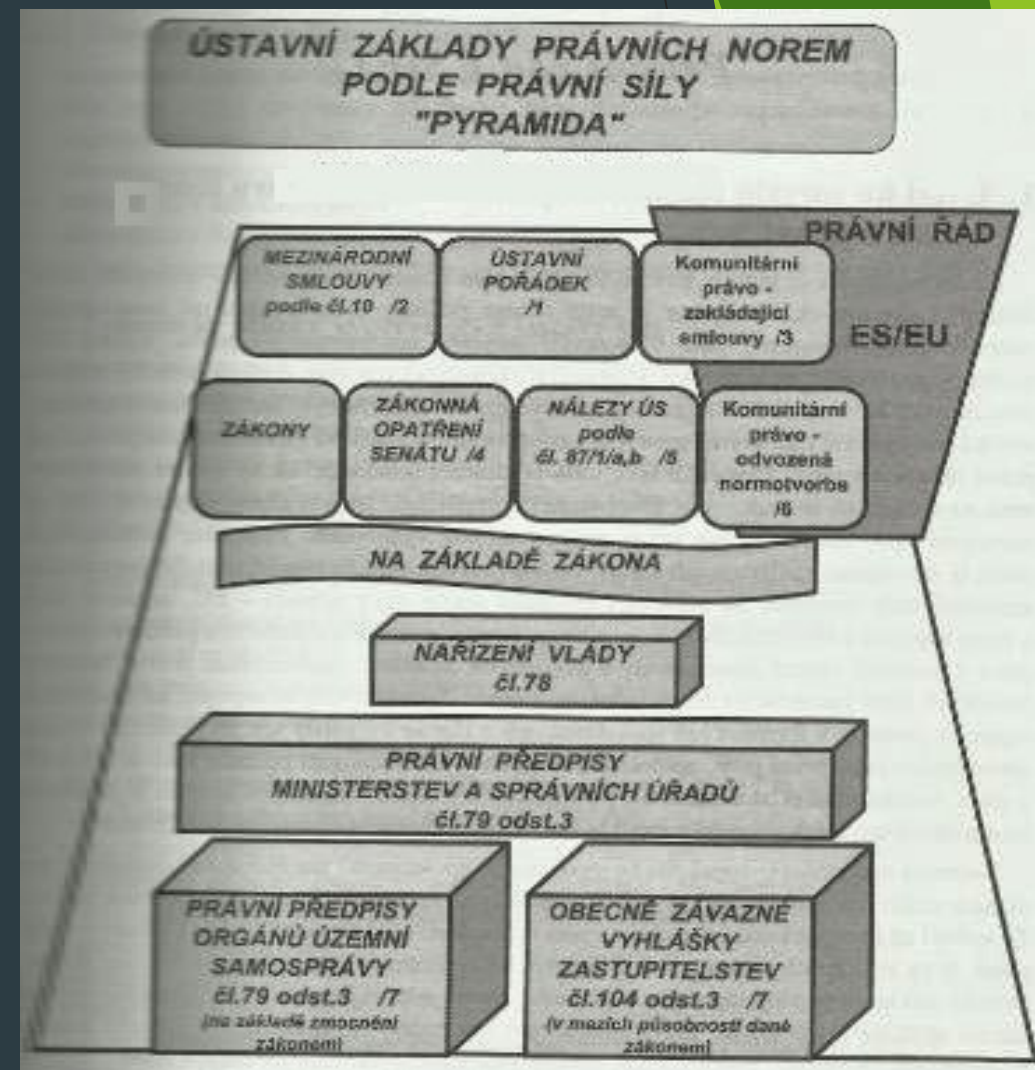 ÚSTAVNÍ ZÁKLADY PRÁVNÍCH NOREM
PODLE PRÁVNÍ SÍLY
"PYRAMIDA"
PRÁVNÍ ŘÁD
ES/EU
MEZINÁRODNÍ
SMLOUVY
podle čl.10 /2
ÚSTAVNÍ
POŘÁDEK
/1
Komunitární
právo -
zakládající
smlouvy /3
ZÁKONY
ZÁKONNÁ
OPATŘENÍ
SENÁTU /4
NÁLEZY ÚS
podle
čl. 87/1/a,b /5
Komunitární
právo -
odvozená
normotvorba
/6
NA ZÁKLADĚ ZÁKONA
NAŘÍZENÍ VLÁDY
čl.78
PRÁVNÍ PŘEDPISY
MINISTERSTEV A SPRÁVNÍCH ÚŘADŮ
čl.79 odst.3
PRÁVNÍ PŘEDPISY
ORGÁNŮ ÚZEMNÍ
SAMOSPRÁVY
čl.79 odst.3 /7
(na základě zmocnění
zákonem)
OBECNĚ ZÁVAZNÉ
VYHLÁŠKY
ZASTUPITELSTEV
čl.104 odst.3 /7
(v mezích působnosti dané
zákonem)